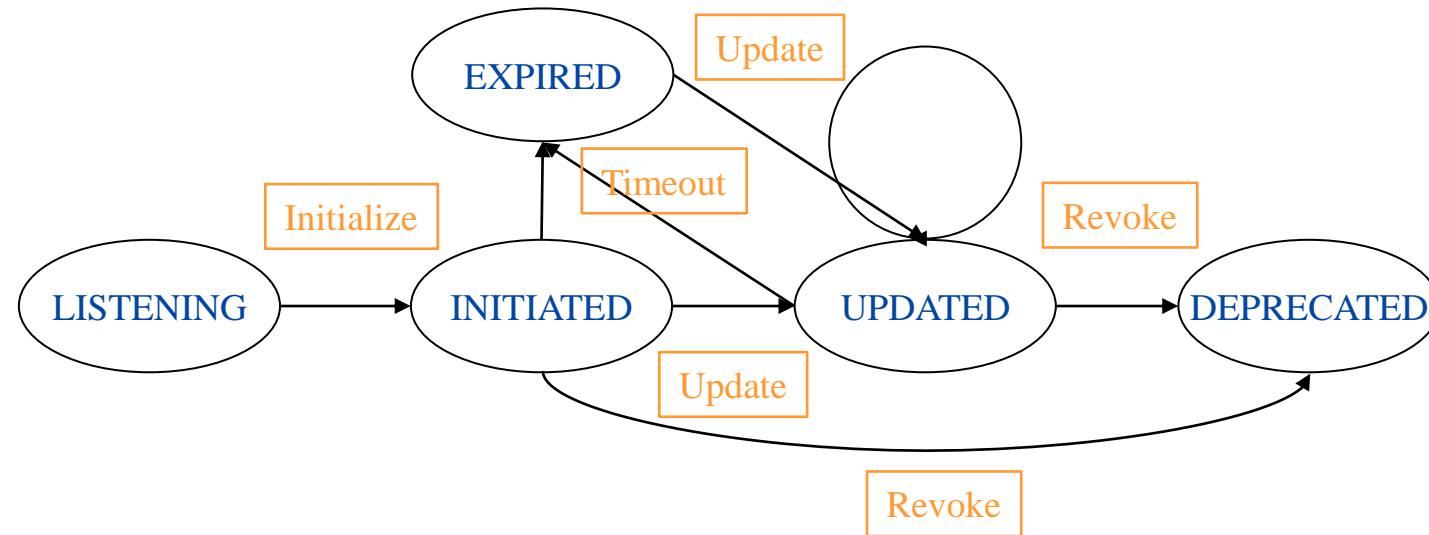 Update
EXPIRED
Timeout
Initialize
Revoke
LISTENING
INITIATED
UPDATED
DEPRECATED
Update
Revoke